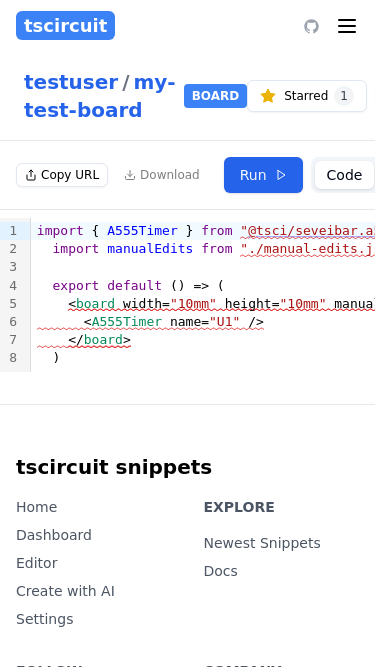 tscircuit
testuser / my-
test-board
BOARD
Starred 1
Copy URL
Download
Run
Code
1 import { A555Timer } from "@tsci/seveibar.a
2 import manualEdits from "./manual-edits.j
3
4 export default () => (
5 <board width="10mm" height="10mm" manua
6 <A555Timer name="U1" />
7 </board>
8 )
tscircuit snippets
Home
Dashboard
Editor
Create with AI
Settings
EXPLORE
Newest Snippets
Docs